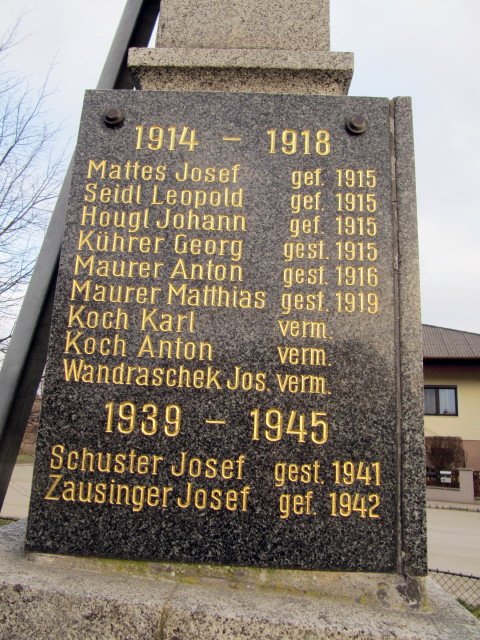 1914 – 1918
Mattes Josef gef. 1915
Seidl Leopold gef. 1915
Hougl Johann gef. 1915
Kührer Georg gest. 1915
Maurer Anton gest. 1916
Maurer Matthias gest. 1919
Koch Karl verm.
Koch Anton verm.
Wandraschek Jos. verm.
1939 – 1945
Schuster Josef gest. 1941
Zausinger Josef gef. 1942